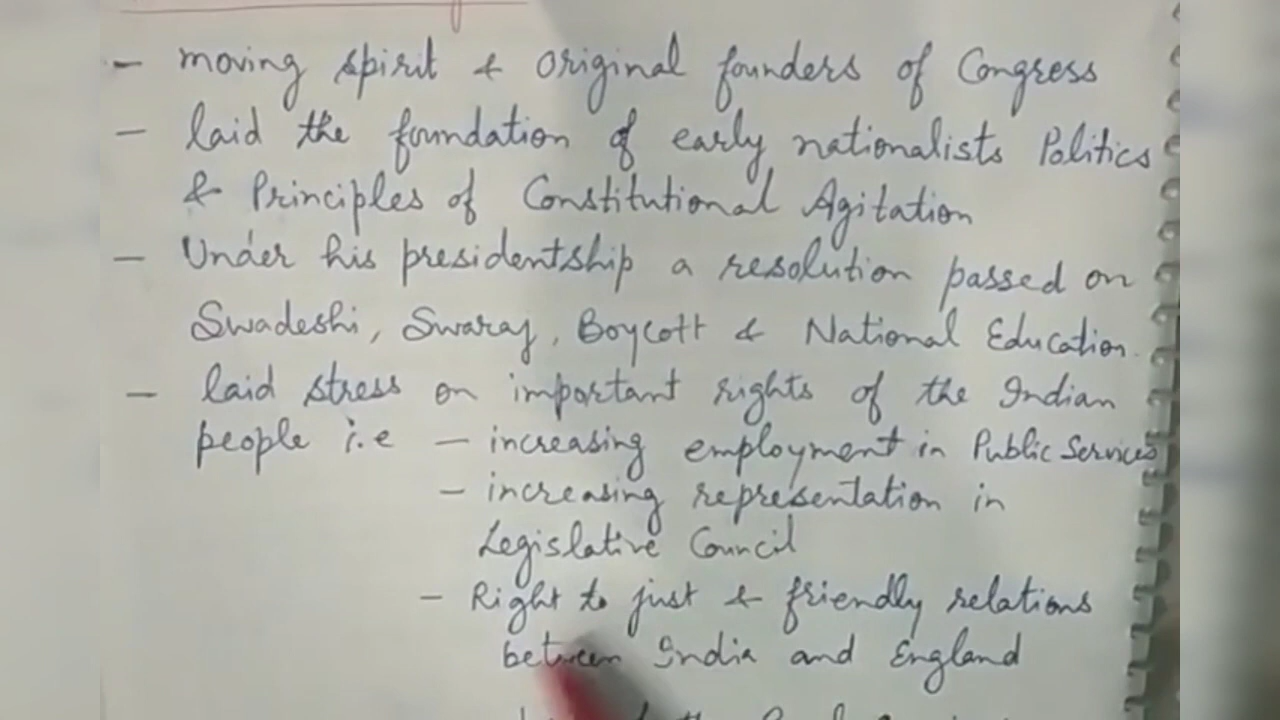 - moving spirit & original founders of Congress
- laid the foundation of early nationalists Politics
& Principles of Constitutional Agitation
- Under his presidentship a resolution passed on
Swadeshi, Swaraj, Boycott & National Education.
- laid stress on important rights of the Indian
people i.e - increasing employment in Public Services
- increasing representation in
Legislative Council
- Right to just & friendly relations
between India and England